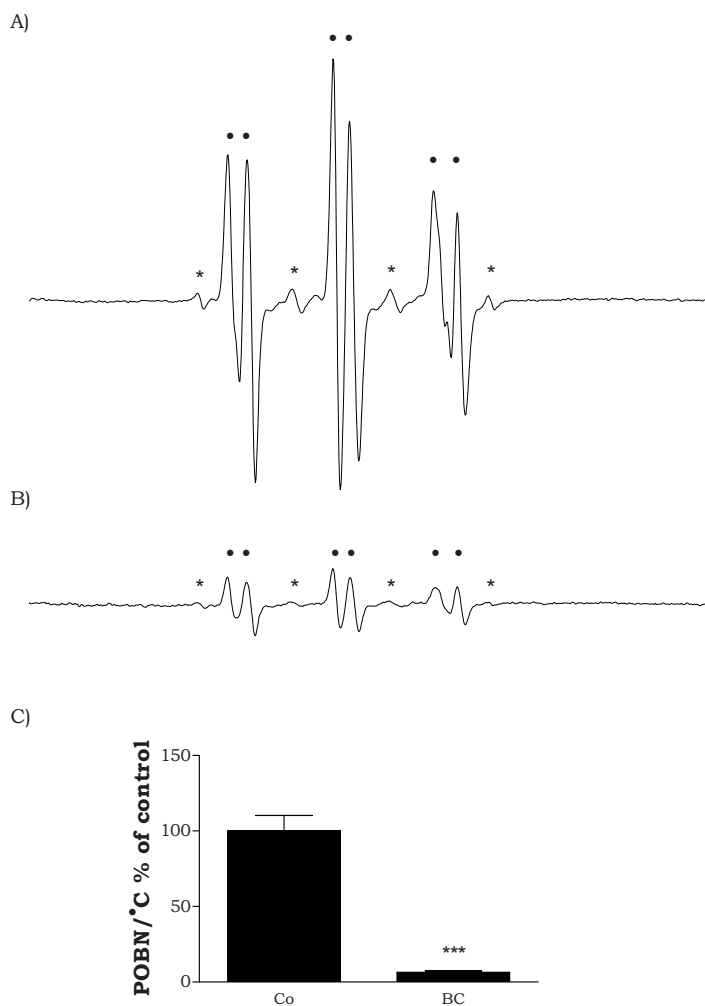 A)
• •
• •
• •
* * * *
B)
• • • • • •
* * * *
C)
POBN/•C % of control
150
100
50
0
***
Co BC